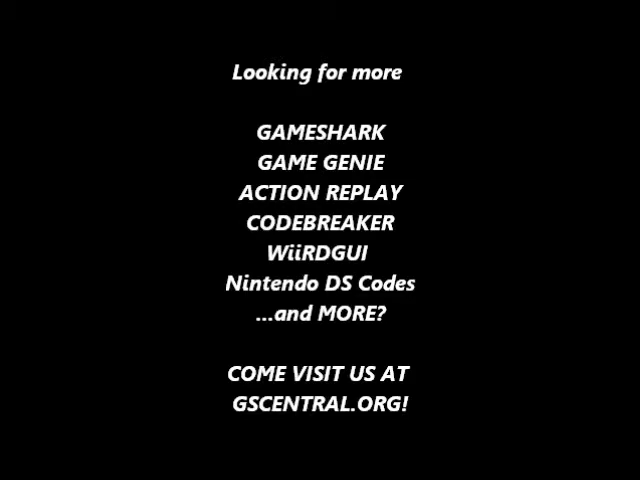 Looking for more
GAMESHARK
GAME GENIE
ACTION REPLAY
CODEBREAKER
WiiRDGUI
Nintendo DS Codes
...and MORE?
COME VISIT US AT
GSCENTRAL.ORG!